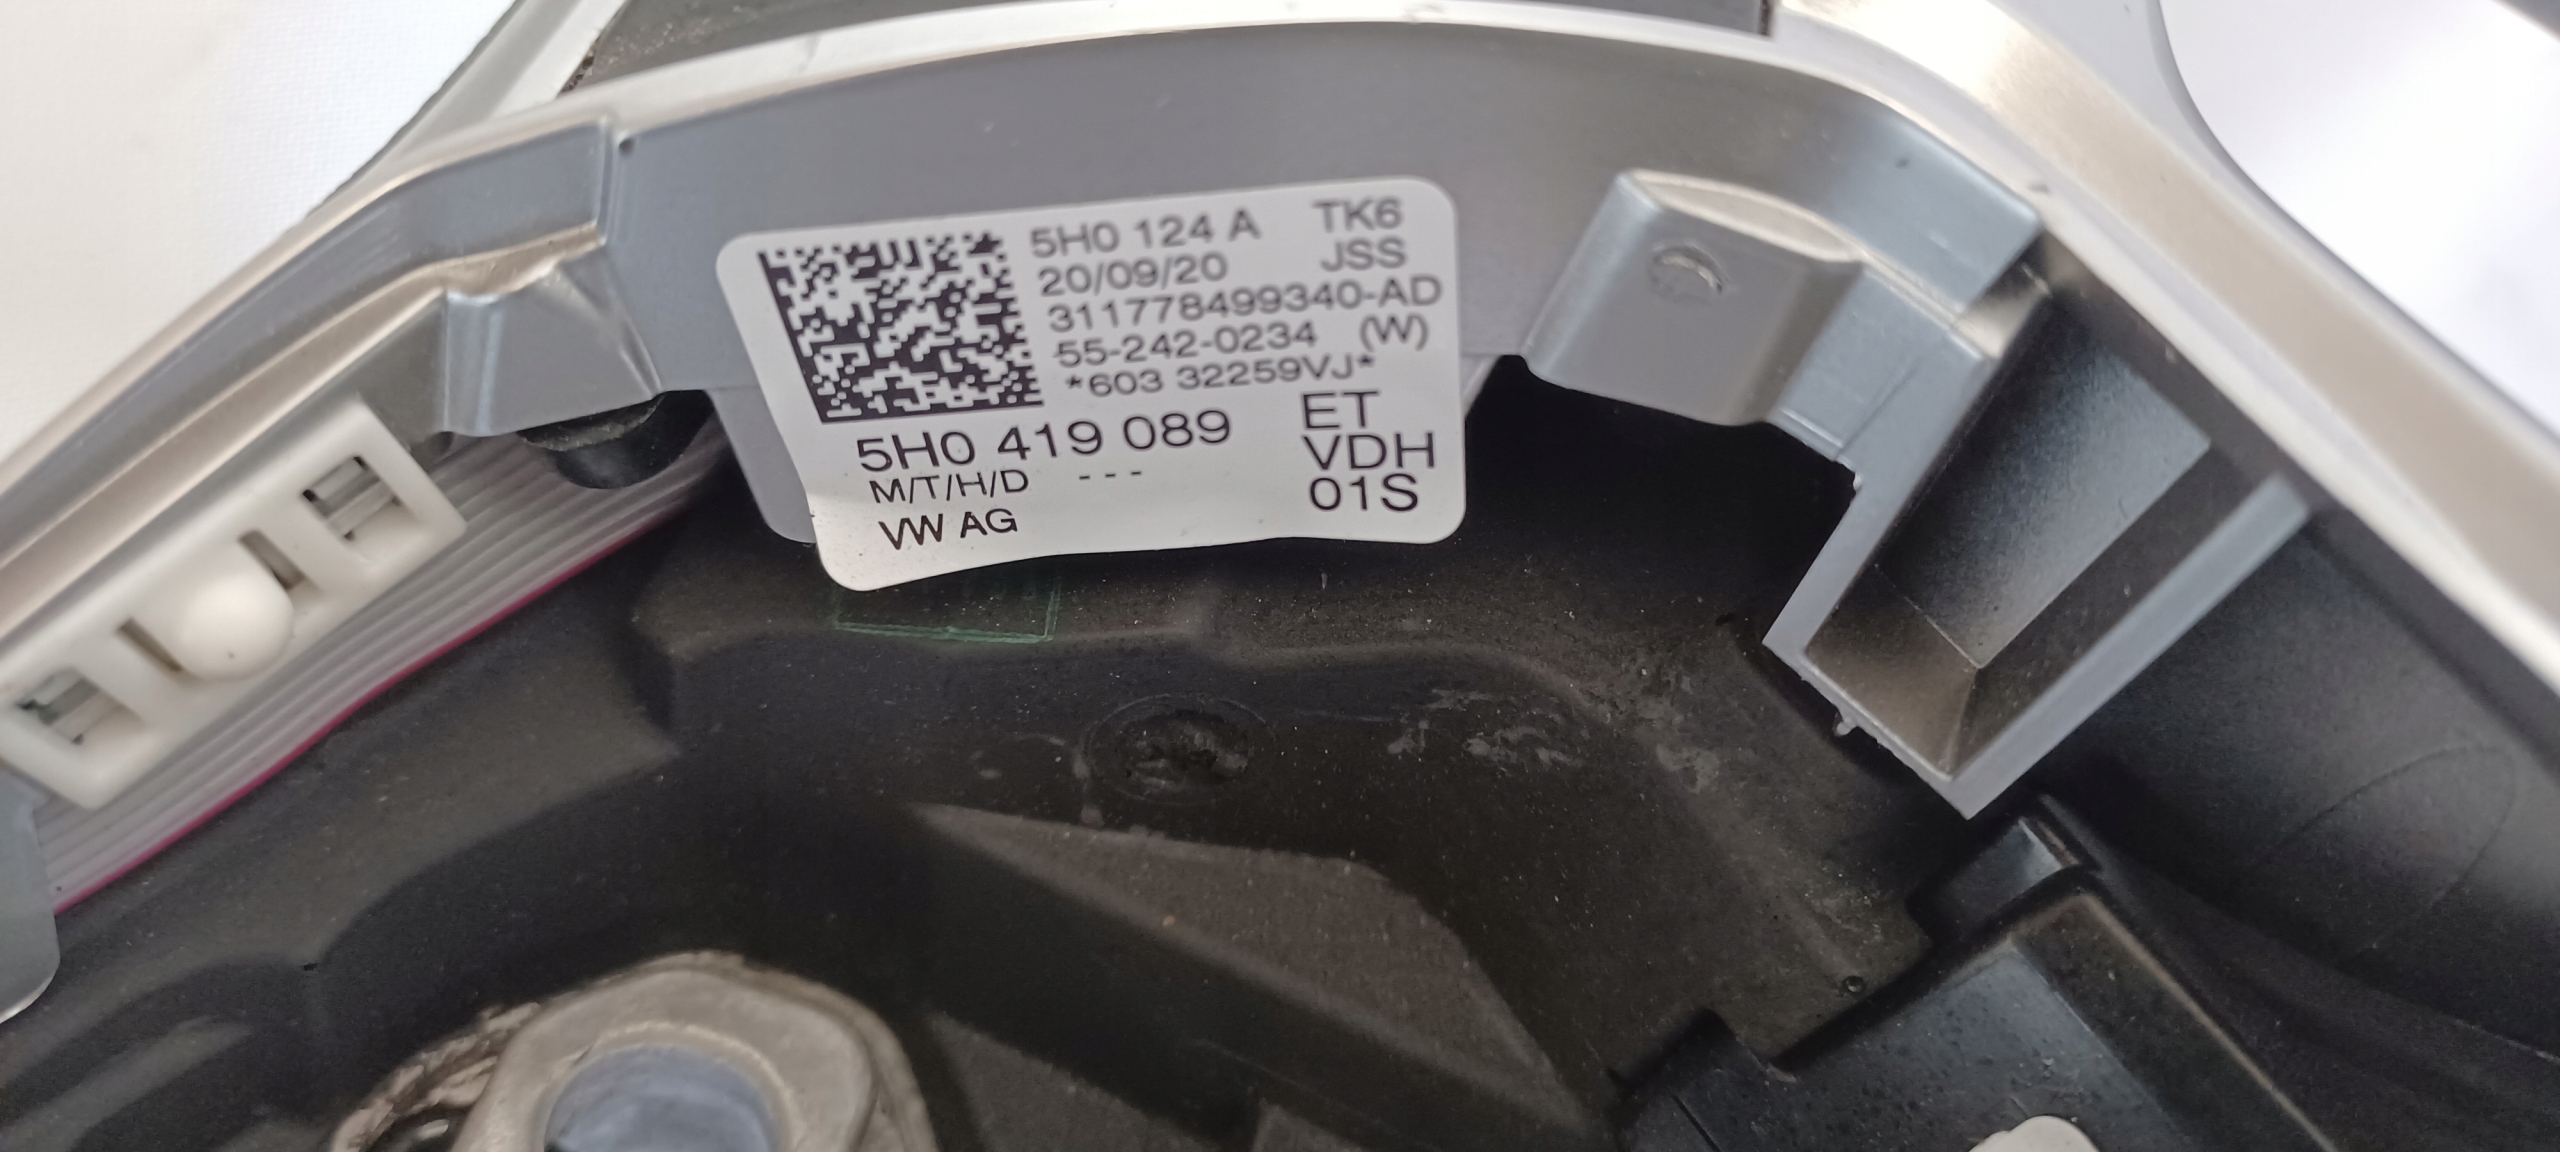 5H0 124 A TK6
20/09/20 JSS
311778499340-AD
55-242-0234 (W)
*603 32259VJ*
5H0 419 089 ET
M/T/H/D --- VDH
VW AG 01S